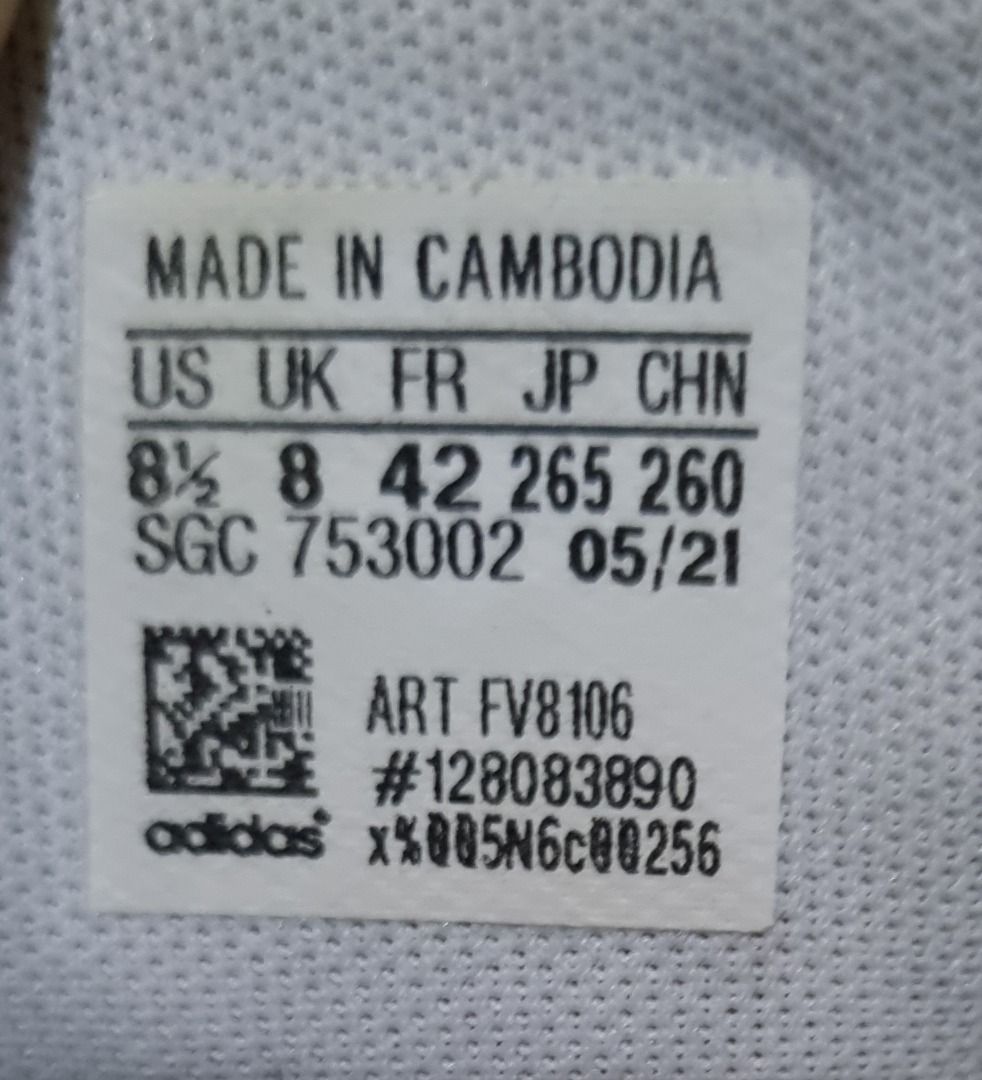 MADE IN CAMBODIA
US UK FR JP CHN
8½ 8 42 265 260
SGC 753002 05/21
ART FV8106
#128083890
adidas x%005N6c00256